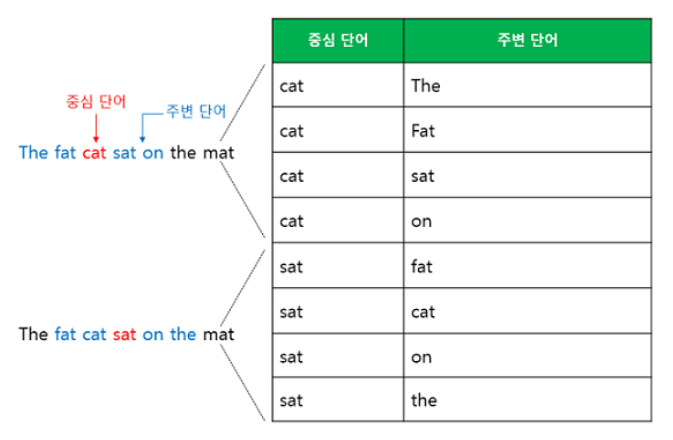 중심 단어 주변 단어
중심 단어
주변 단어
The fat cat sat on the mat
cat The
cat Fat
cat sat
cat on
The fat cat sat on the mat
sat fat
sat cat
sat on
sat the